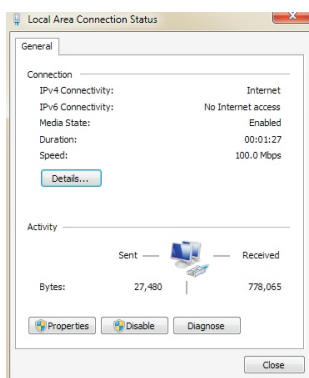 Local Area Connection Status
General
Connection
IPv4 Connectivity: Internet
IPv6 Connectivity: No Internet access
Media State: Enabled
Duration: 00:01:27
Speed: 100.0 Mbps
Details...
Activity
Sent Received
Bytes: 27,480 778,065
Properties Disable Diagnose
Close